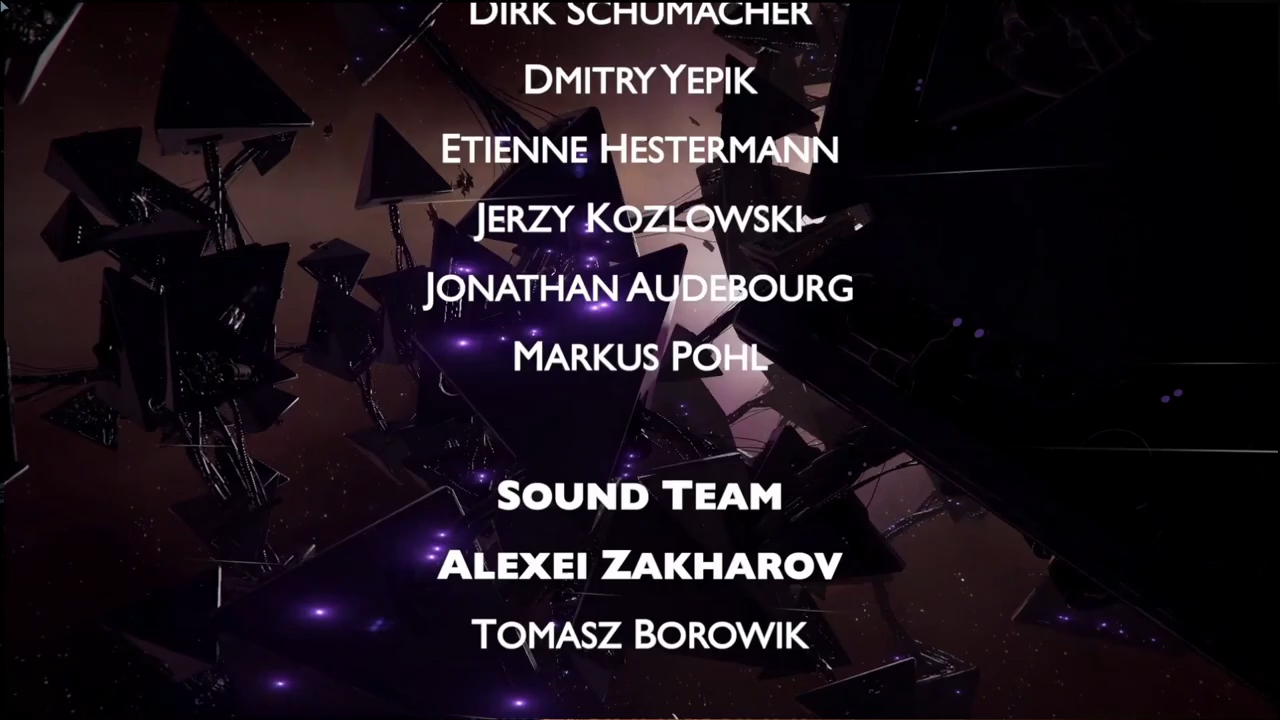 DIRK SCHUMACHER
DMITRY YEPIK
ETIENNE HESTERMANN
JERZY KOZLOWSKI
JONATHAN AUDEBOURG
MARKUS POHL
SOUND TEAM
ALEXEI ZAKHAROV
TOMASZ BOROWIK